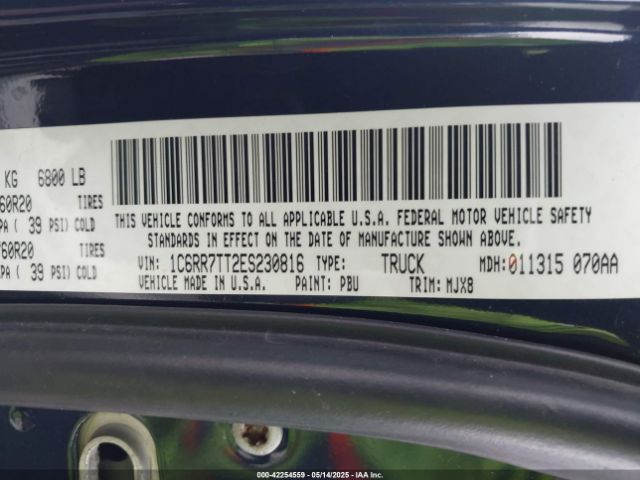 KG 6800 LB
60R20 TIRES
PA ( 39 PSI) COLD
60R20 TIRES
PA ( 39 PSI) COLD
THIS VEHICLE CONFORMS TO ALL APPLICABLE U.S.A. FEDERAL MOTOR VEHICLE SAFETY
STANDARDS IN EFFECT ON THE DATE OF MANUFACTURE SHOWN ABOVE.
VIN: 1C6RR7TT2ES230816 TYPE: TRUCK MDH: 011315 070AA
VEHICLE MADE IN U.S.A. PAINT: PBU TRIM: MJX8
000-42254559 - 05/14/2025 - IAAI.com